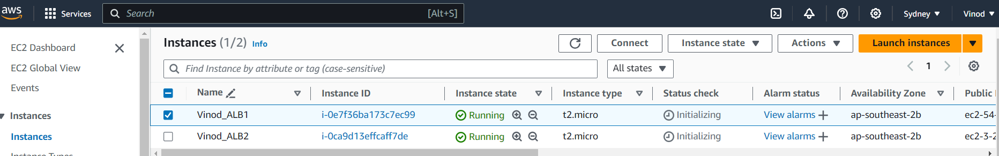 aws Services Search [Alt+S] Sydney Vinod
EC2 Dashboard
EC2 Global View
Events
Instances
Instances
Instance Types
Instances (1/2) Info Connect Instance state Actions Launch instances
Find Instance by attribute or tag (case-sensitive) All states 1
Name Instance ID Instance state Instance type Status check Alarm status Availability Zone Public
Vinod_ALB1 i-0e7f36ba173c7ec99 Running t2.micro Initializing View alarms ap-southeast-2b ec2-54-
Vinod_ALB2 i-0ca9d13effcaff7de Running t2.micro Initializing View alarms ap-southeast-2b ec2-3-2